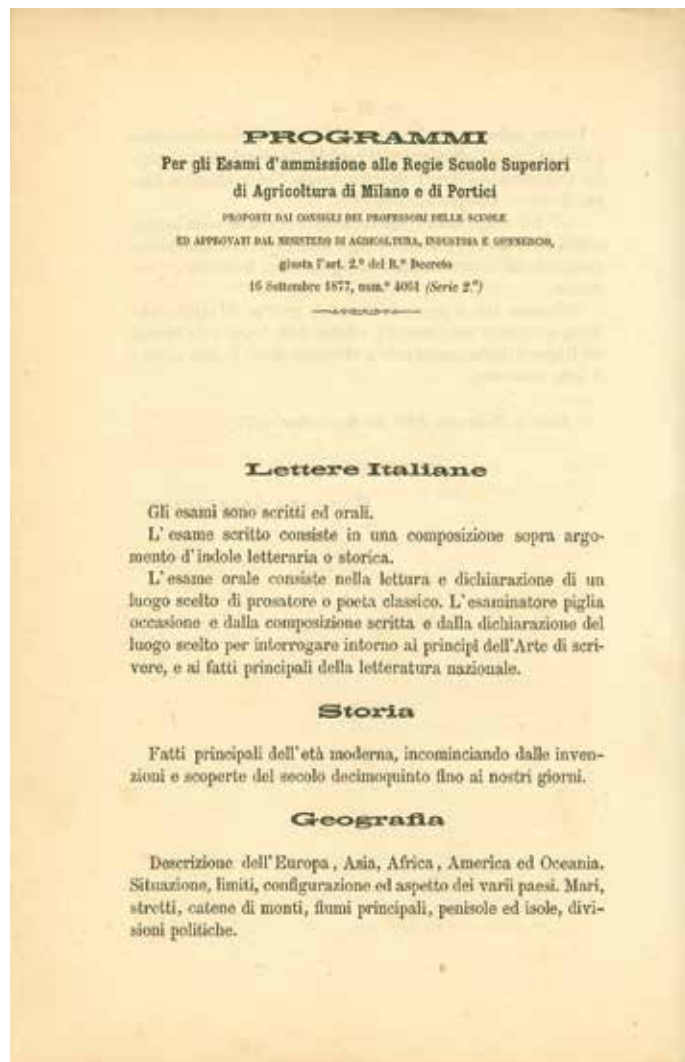 PROGRAMMI
Per gli Esami d'ammissione alle Regie Scuole Superiori
di Agricoltura di Milano e di Portici
PROPOSTI DAI CONSIGLI DEI PROFESSORI DELLE SCUOLE
ED APPROVATI DAL MINISTERO DI AGRICOLTURA, INDUSTRIA E COMMERCIO,
giusta l'art. 2.º del R.º Decreto
16 Settembre 1877, num.º 4051 (Serie 2.ª)
Lettere Italiane
Gli esami sono scritti ed orali.
L'esame scritto consiste in una composizione sopra argo-
mento d'indole letteraria o storica.
L'esame orale consiste nella lettura e dichiarazione di un
luogo scelto di prosatore o poeta classico. L'esaminatore piglia
occasione e dalla composizione scritta e dalla dichiarazione del
luogo scelto per interrogare intorno ai principî dell'Arte di scri-
vere, e ai fatti principali della letteratura nazionale.
Storia
Fatti principali dell'età moderna, incominciando dalle inven-
zioni e scoperte del secolo decimoquinto fino ai nostri giorni.
Geografia
Descrizione dell'Europa, Asia, Africa, America ed Oceania.
Situazione, limiti, configurazione ed aspetto dei varii paesi. Mari,
stretti, catene di monti, fiumi principali, penisole ed isole, divi-
sioni politiche.